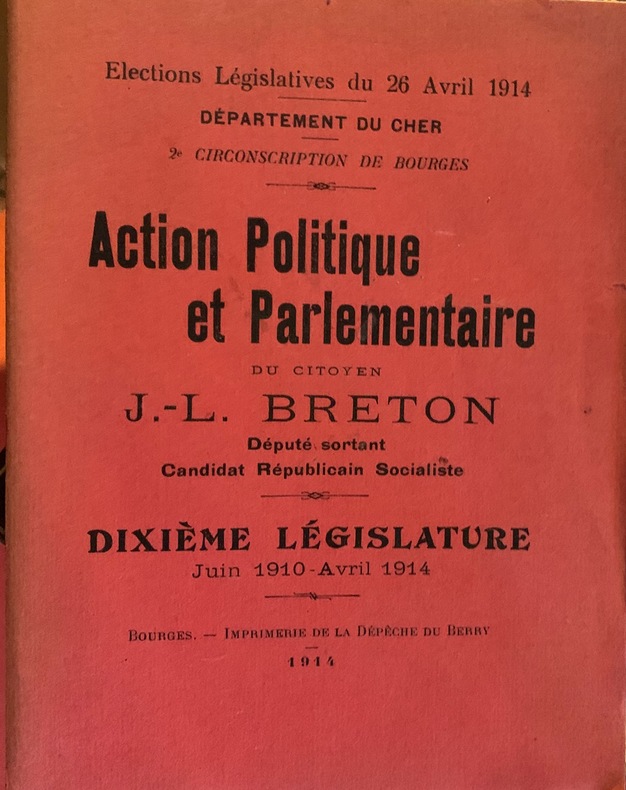 Elections Législatives du 26 Avril 1914
DÉPARTEMENT DU CHER
2e CIRCONSCRIPTION DE BOURGES
Action Politique
et Parlementaire
DU CITOYEN
J.-L. BRETON
Député sortant
Candidat Républicain Socialiste
DIXIÈME LÉGISLATURE
Juin 1910-Avril 1914
BOURGES. — IMPRIMERIE DE LA DÉPÊCHE DU BERRY
1914